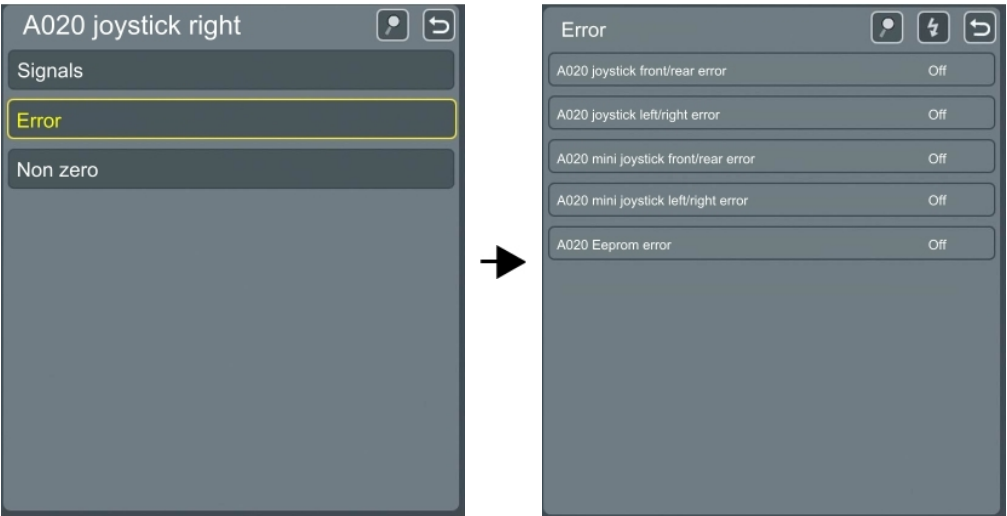 A020 joystick right
Signals
Error
Non zero
Error
A020 joystick front/rear error Off
A020 joystick left/right error Off
A020 mini joystick front/rear error Off
A020 mini joystick left/right error Off
A020 Eeprom error Off